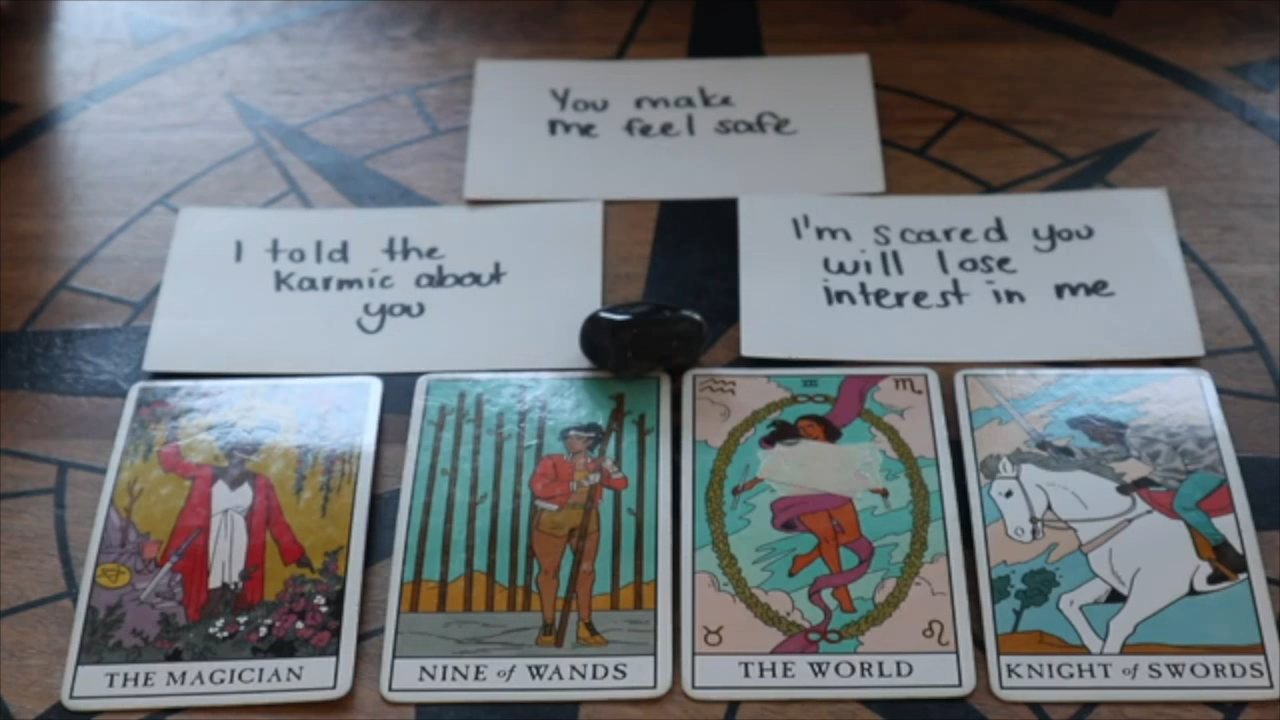 You make
me feel safe
I told the
Karmic about
you
I'm scared you
will lose
interest in me
THE MAGICIAN
NINE of WANDS
XXI
THE WORLD
KNIGHT of SWORDS